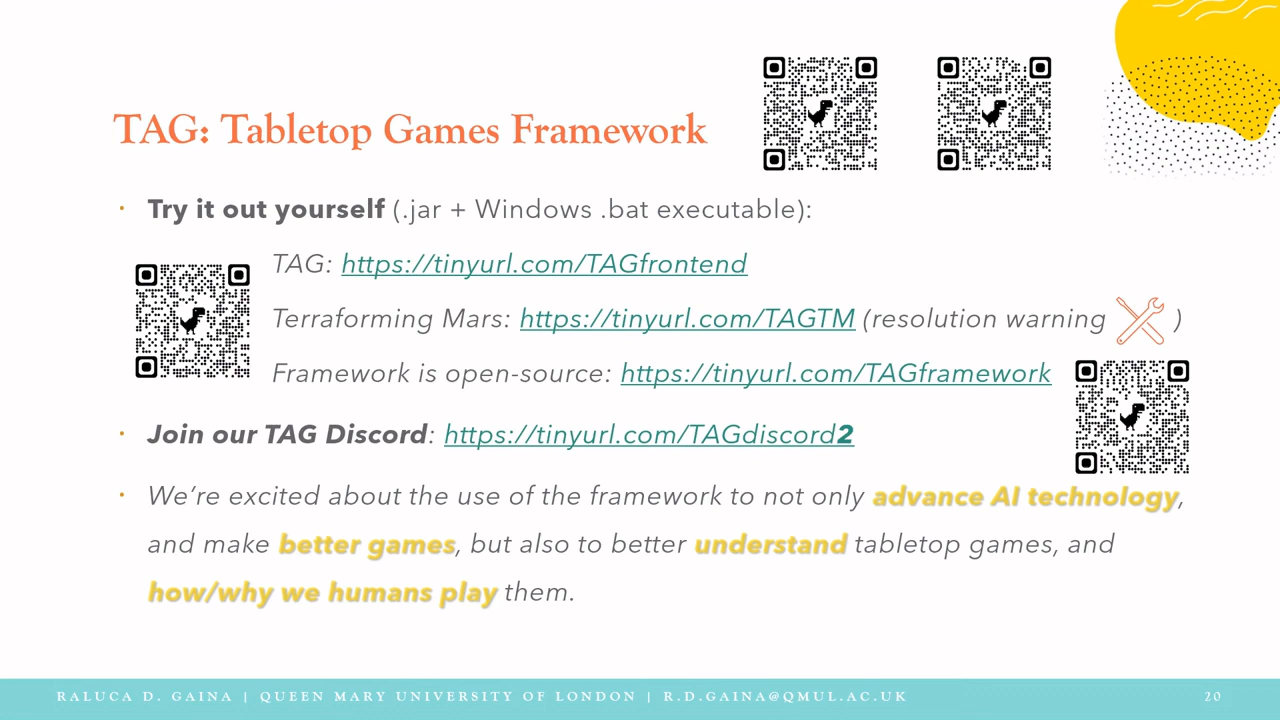 TAG: Tabletop Games Framework
· Try it out yourself (.jar + Windows .bat executable):
TAG: https://tinyurl.com/TAGfrontend
Terraforming Mars: https://tinyurl.com/TAGTM (resolution warning )
Framework is open-source: https://tinyurl.com/TAGframework
· Join our TAG Discord: https://tinyurl.com/TAGdiscord2
· We’re excited about the use of the framework to not only advance AI technology,
and make better games, but also to better understand tabletop games, and
how/why we humans play them.
RALUCA D. GAINA | QUEEN MARY UNIVERSITY OF LONDON | R.D.GAINA@QMUL.AC.UK 20